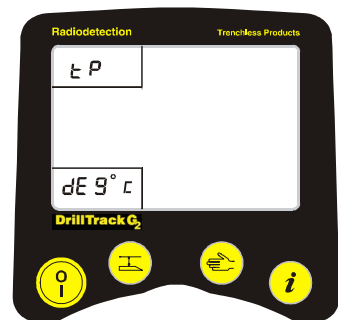 Radiodetection Trenchless Products
tP
dEg°c
DrillTrack G2
O
I
i